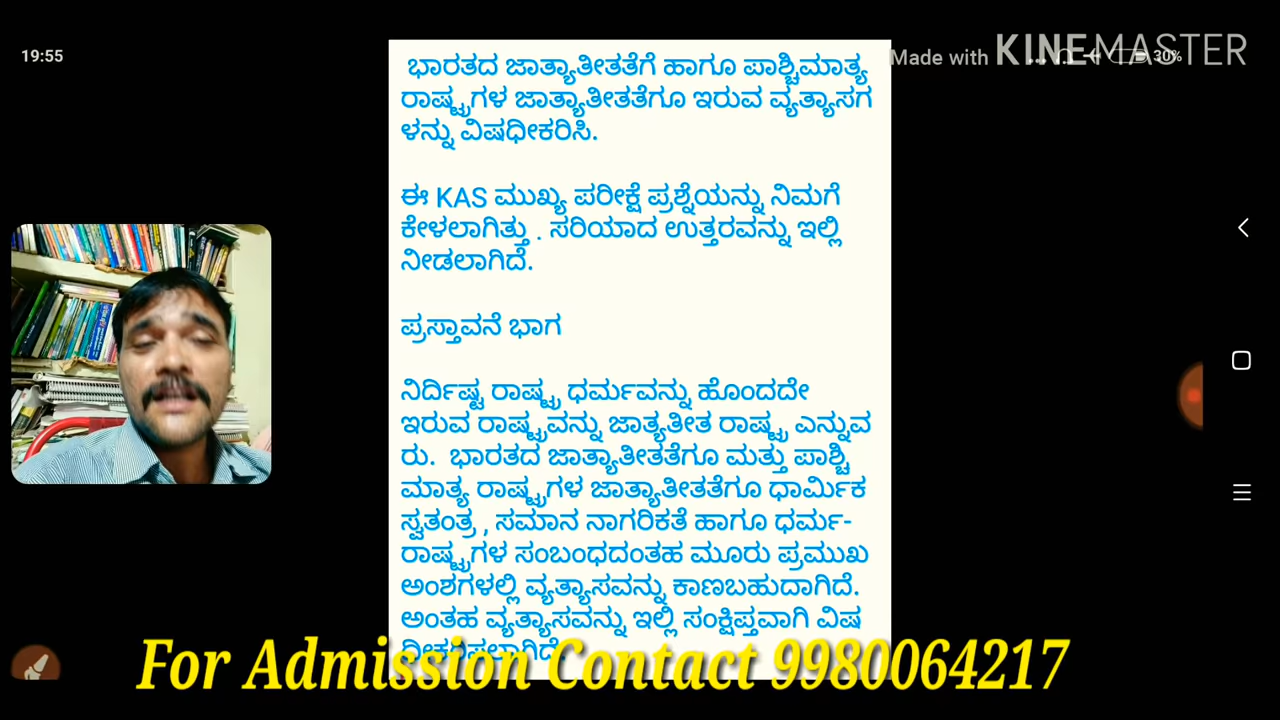 19:55
Made with KINEMASTER
30%
ಭಾರತದ ಜಾತ್ಯಾತೀತತೆಗೆ ಹಾಗೂ ಪಾಶ್ಚಿಮಾತ್ಯ
ರಾಷ್ಟ್ರಗಳ ಜಾತ್ಯಾತೀತತೆಗೂ ಇರುವ ವ್ಯತ್ಯಾಸಗ
ಳನ್ನು ವಿಷಧೀಕರಿಸಿ.
ಈ KAS ಮುಖ್ಯ ಪರೀಕ್ಷೆ ಪ್ರಶ್ನೆಯನ್ನು ನಿಮಗೆ
ಕೇಳಲಾಗಿತ್ತು . ಸರಿಯಾದ ಉತ್ತರವನ್ನು ಇಲ್ಲಿ
ನೀಡಲಾಗಿದೆ.
ಪ್ರಸ್ತಾವನೆ ಭಾಗ
ನಿರ್ದಿಷ್ಟ ರಾಷ್ಟ್ರ ಧರ್ಮವನ್ನು ಹೊಂದದೇ
ಇರುವ ರಾಷ್ಟ್ರವನ್ನು ಜಾತ್ಯತೀತ ರಾಷ್ಟ್ರ ಎನ್ನುವ
ರು. ಭಾರತದ ಜಾತ್ಯಾತೀತತೆಗೂ ಮತ್ತು ಪಾಶ್ಚಿ
ಮಾತ್ಯ ರಾಷ್ಟ್ರಗಳ ಜಾತ್ಯಾತೀತತೆಗೂ ಧಾರ್ಮಿಕ
ಸ್ವತಂತ್ರ , ಸಮಾನ ನಾಗರಿಕತೆ ಹಾಗೂ ಧರ್ಮ-
ರಾಷ್ಟ್ರಗಳ ಸಂಬಂಧದಂತಹ ಮೂರು ಪ್ರಮುಖ
ಅಂಶಗಳಲ್ಲಿ ವ್ಯತ್ಯಾಸವನ್ನು ಕಾಣಬಹುದಾಗಿದೆ.
ಅಂತಹ ವ್ಯತ್ಯಾಸವನ್ನು ಇಲ್ಲಿ ಸಂಕ್ಷಿಪ್ತವಾಗಿ ವಿಷ
ಧೀಕರಿಸಲಾಗಿದೆ.
For Admission Contact 9980064217